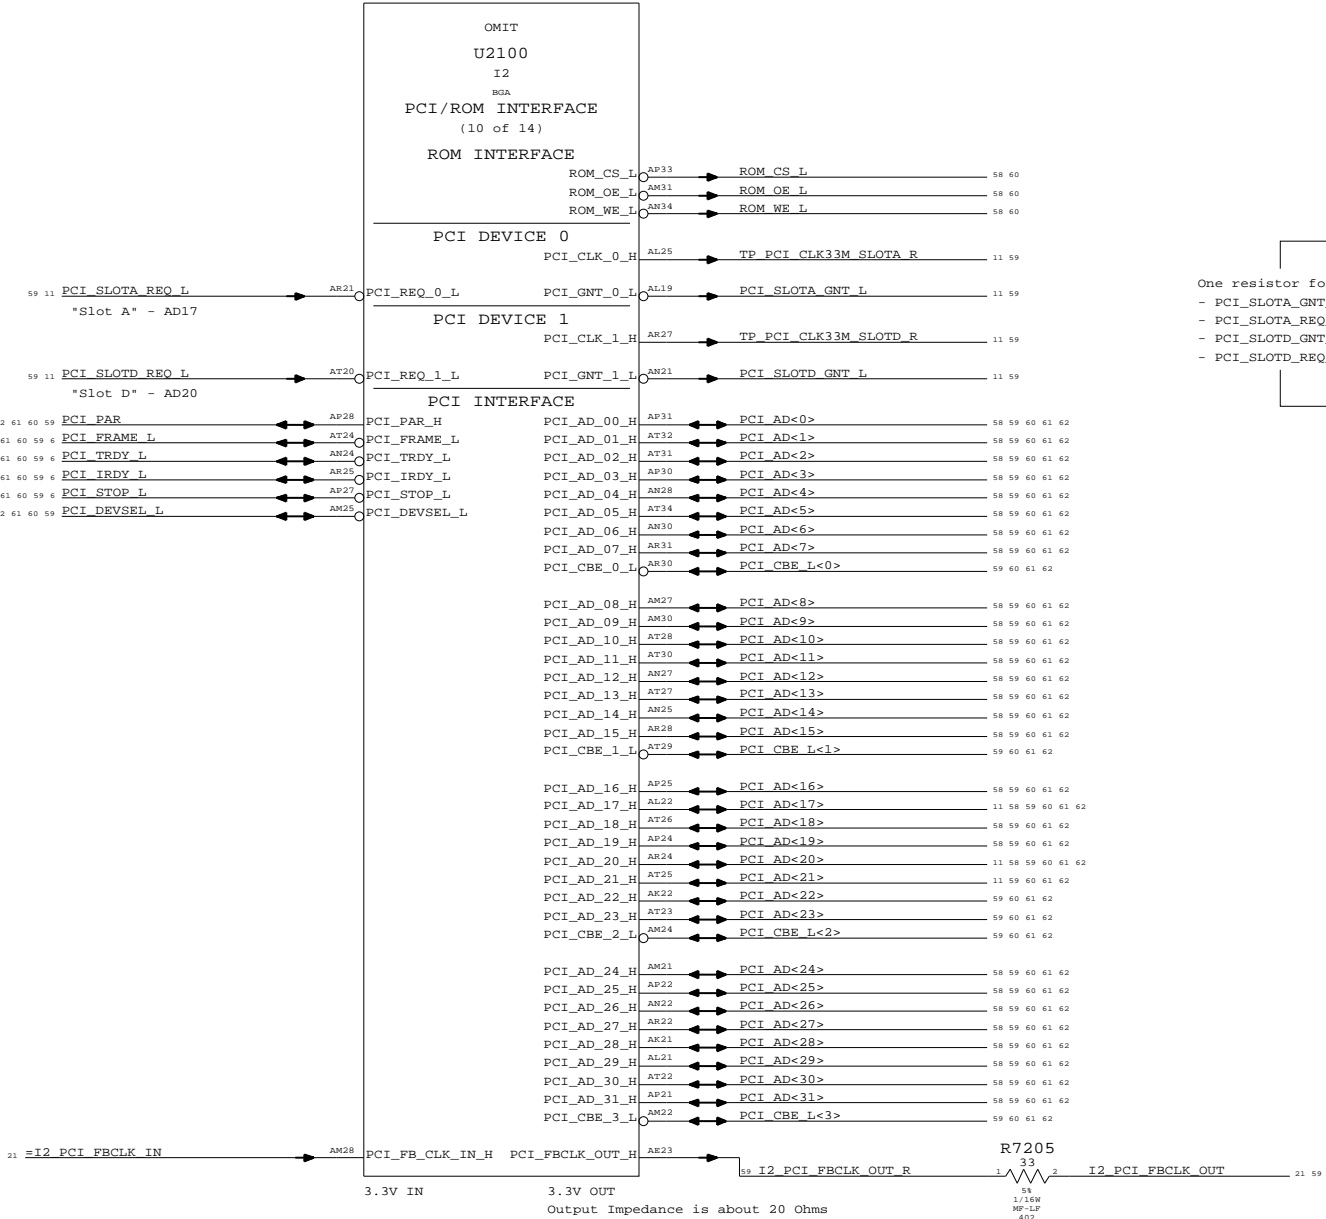 OMIT
U2100
I2
BGA
PCI/ROM INTERFACE
(10 of 14)
ROM INTERFACE
ROM_CS_L AP33 ROM_CS_L 58 60
ROM_OE_L AM31 ROM_OE_L 58 60
ROM_WE_L AN34 ROM_WE_L 58 60
PCI DEVICE 0
PCI_CLK_0_H AL25 TP_PCI_CLK33M_SLOTA_R 11 59
59 11 PCI_SLOTA_REQ_L AR21 PCI_REQ_0_L PCI_GNT_0_L AL19 PCI_SLOTA_GNT_L 11 59
"Slot A" - AD17
PCI DEVICE 1
PCI_CLK_1_H AR27 TP_PCI_CLK33M_SLOTD_R 11 59
59 11 PCI_SLOTD_REQ_L AT20 PCI_REQ_1_L PCI_GNT_1_L AN21 PCI_SLOTD_GNT_L 11 59
"Slot D" - AD20
One resistor fo
- PCI_SLOTA_GNT_
- PCI_SLOTA_REQ_
- PCI_SLOTD_GNT_
- PCI_SLOTD_REQ_
PCI INTERFACE
2 61 60 59 PCI_PAR AP28 PCI_PAR_H PCI_AD_00_H AP31 PCI_AD<0> 58 59 60 61 62
61 60 59 6 PCI_FRAME_L AT24 PCI_FRAME_L PCI_AD_01_H AT32 PCI_AD<1> 58 59 60 61 62
61 60 59 6 PCI_TRDY_L AN24 PCI_TRDY_L PCI_AD_02_H AT31 PCI_AD<2> 58 59 60 61 62
61 60 59 6 PCI_IRDY_L AR25 PCI_IRDY_L PCI_AD_03_H AP30 PCI_AD<3> 58 59 60 61 62
61 60 59 6 PCI_STOP_L AP27 PCI_STOP_L PCI_AD_04_H AN28 PCI_AD<4> 58 59 60 61 62
2 61 60 59 PCI_DEVSEL_L AM25 PCI_DEVSEL_L PCI_AD_05_H AT34 PCI_AD<5> 58 59 60 61 62
PCI_AD_06_H AN30 PCI_AD<6> 58 59 60 61 62
PCI_AD_07_H AR31 PCI_AD<7> 58 59 60 61 62
PCI_CBE_0_L AR30 PCI_CBE_L<0> 59 60 61 62
PCI_AD_08_H AM27 PCI_AD<8> 58 59 60 61 62
PCI_AD_09_H AM30 PCI_AD<9> 58 59 60 61 62
PCI_AD_10_H AT28 PCI_AD<10> 58 59 60 61 62
PCI_AD_11_H AT30 PCI_AD<11> 58 59 60 61 62
PCI_AD_12_H AN27 PCI_AD<12> 58 59 60 61 62
PCI_AD_13_H AT27 PCI_AD<13> 58 59 60 61 62
PCI_AD_14_H AN25 PCI_AD<14> 58 59 60 61 62
PCI_AD_15_H AR28 PCI_AD<15> 58 59 60 61 62
PCI_CBE_1_L AT29 PCI_CBE_L<1> 59 60 61 62
PCI_AD_16_H AP25 PCI_AD<16> 58 59 60 61 62
PCI_AD_17_H AL22 PCI_AD<17> 11 58 59 60 61 62
PCI_AD_18_H AT26 PCI_AD<18> 58 59 60 61 62
PCI_AD_19_H AP24 PCI_AD<19> 58 59 60 61 62
PCI_AD_20_H AR24 PCI_AD<20> 11 58 59 60 61 62
PCI_AD_21_H AT25 PCI_AD<21> 11 59 60 61 62
PCI_AD_22_H AK22 PCI_AD<22> 59 60 61 62
PCI_AD_23_H AT23 PCI_AD<23> 59 60 61 62
PCI_CBE_2_L AM24 PCI_CBE_L<2> 59 60 61 62
PCI_AD_24_H AM21 PCI_AD<24> 58 59 60 61 62
PCI_AD_25_H AP22 PCI_AD<25> 58 59 60 61 62
PCI_AD_26_H AN22 PCI_AD<26> 58 59 60 61 62
PCI_AD_27_H AR22 PCI_AD<27> 58 59 60 61 62
PCI_AD_28_H AK21 PCI_AD<28> 58 59 60 61 62
PCI_AD_29_H AL21 PCI_AD<29> 58 59 60 61 62
PCI_AD_30_H AT22 PCI_AD<30> 58 59 60 61 62
PCI_AD_31_H AP21 PCI_AD<31> 58 59 60 61 62
PCI_CBE_3_L AM22 PCI_CBE_L<3> 59 60 61 62
21 =I2_PCI_FBCLK_IN AM28 PCI_FB_CLK_IN_H PCI_FBCLK_OUT_H AE23
59 I2_PCI_FBCLK_OUT_R 1 R7205 2 I2_PCI_FBCLK_OUT 21 59
33
5%
1/16W
MF-LF
402
3.3V IN 3.3V OUT
Output Impedance is about 20 Ohms